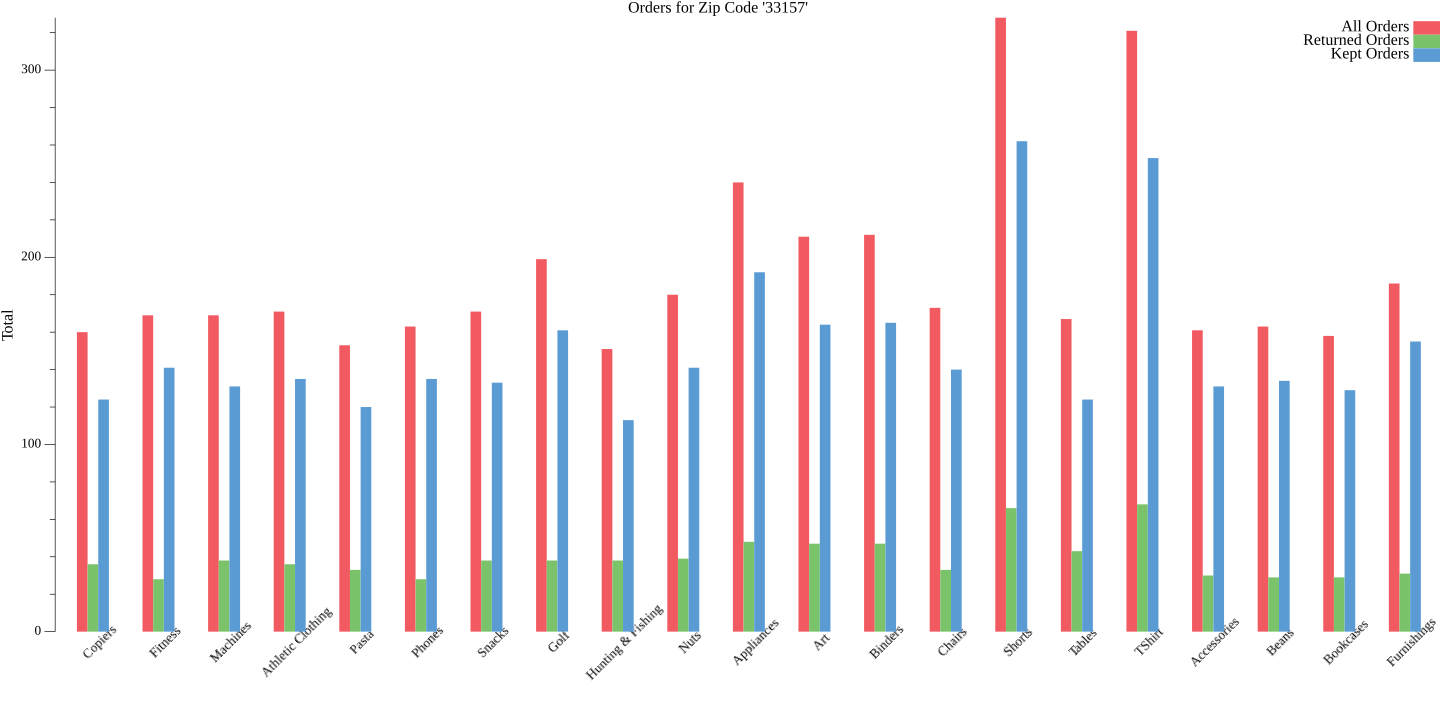 Orders for Zip Code '33157'
All Orders
Returned Orders
Kept Orders
Total
300
200
100
0
Copiers
Fitness
Machines
Athletic Clothing
Pasta
Phones
Snacks
Golf
Hunting & Fishing
Nuts
Appliances
Art
Binders
Chairs
Shorts
Tables
TShirt
Accessories
Beans
Bookcases
Furnishings